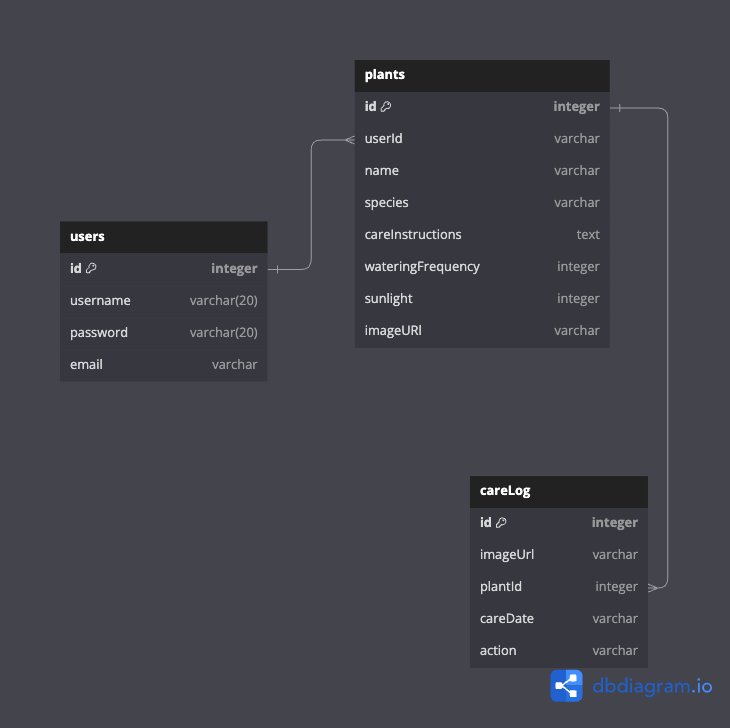 plants
id integer
userId varchar
name varchar
species varchar
careInstructions text
wateringFrequency integer
sunlight integer
imageURl varchar
users
id integer
username varchar(20)
password varchar(20)
email varchar
careLog
id integer
imageUrl varchar
plantId integer
careDate varchar
action varchar
dbdiagram.io